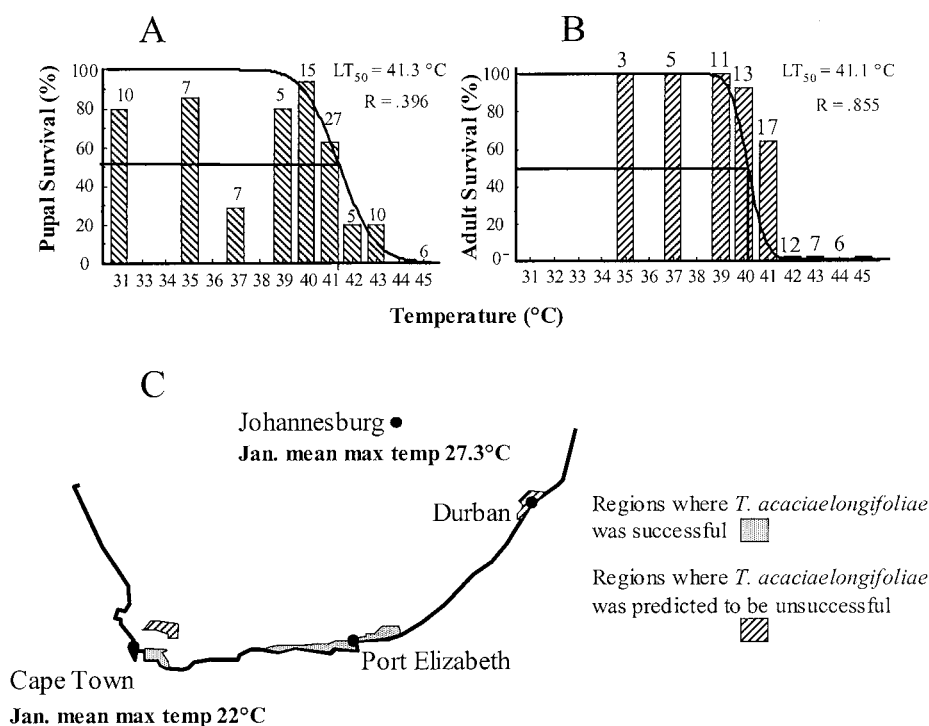 A
B
15
100
10
7
5
27
7
5
10
6
LT50 = 41.3 °C
R = .396
80
60
40
20
0
Pupal Survival (%)
31 33 34 35 36 37 38 39 40 41 42 43 44 45
3
5
11
13
17
12 7 6
LT50 = 41.1 °C
R = .855
100
80
60
40
20
0
Adult Survival (%)
31 32 33 34 35 36 37 38 39 40 41 42 43 44 45
Temperature (°C)
C
Johannesburg
Jan. mean max temp 27.3°C
Durban
Regions where T. acaciaelongifoliae
was successful
Regions where T. acaciaelongifoliae
was predicted to be unsuccessful
Port Elizabeth
Cape Town
Jan. mean max temp 22°C